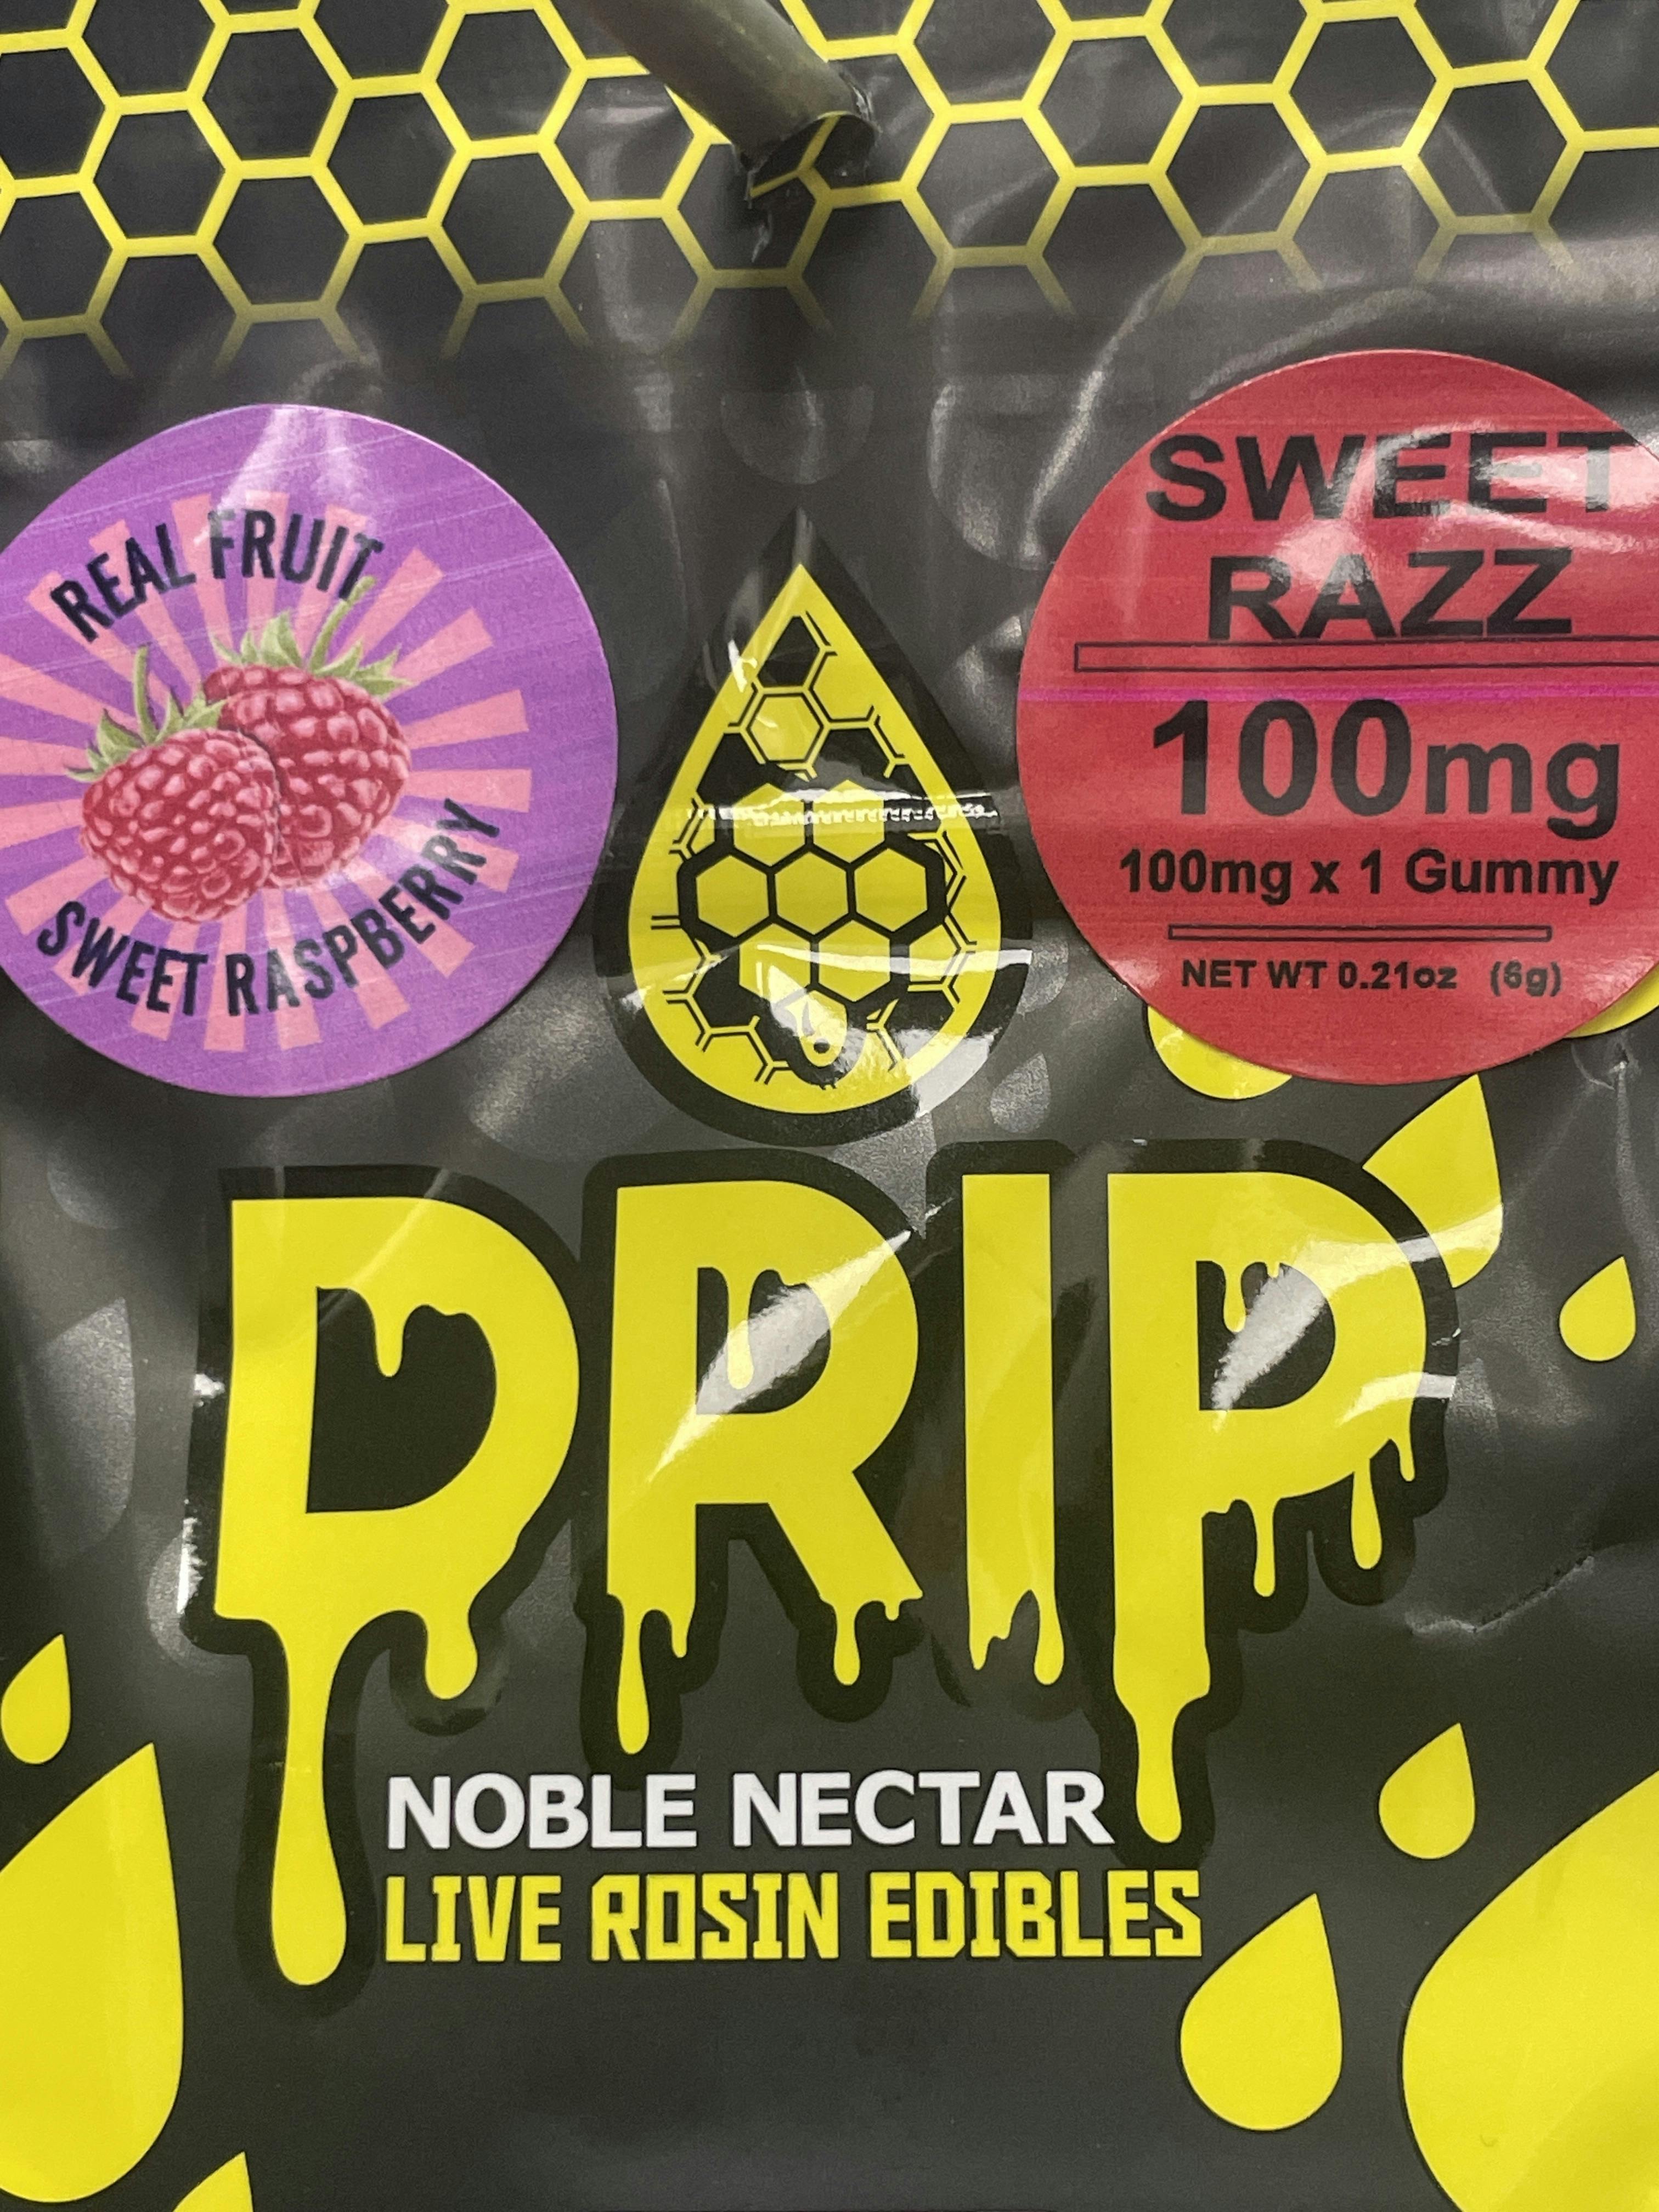 REAL FRUIT
SWEET RASPBERRY
SWEET
RAZZ
100mg
100mg x 1 Gummy
NET WT 0.21oz (6g)
DRIP
NOBLE NECTAR
LIVE ROSIN EDIBLES